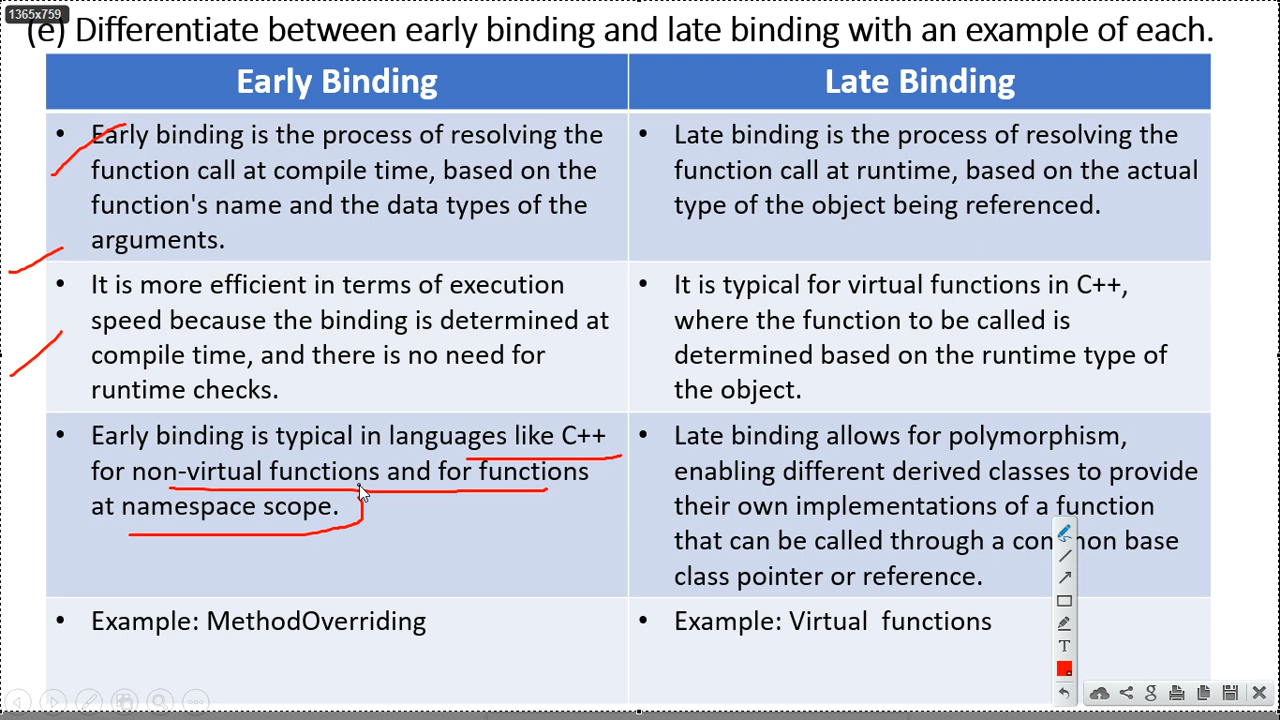 1365x759
(e) Differentiate between early binding and late binding with an example of each.
Early Binding
Late Binding
• Early binding is the process of resolving the
function call at compile time, based on the
function's name and the data types of the
arguments.
• Late binding is the process of resolving the
function call at runtime, based on the actual
type of the object being referenced.
• It is more efficient in terms of execution
speed because the binding is determined at
compile time, and there is no need for
runtime checks.
• It is typical for virtual functions in C++,
where the function to be called is
determined based on the runtime type of
the object.
• Early binding is typical in languages like C++
for non-virtual functions and for functions
at namespace scope.
• Late binding allows for polymorphism,
enabling different derived classes to provide
their own implementations of a function
that can be called through a common base
class pointer or reference.
• Example: MethodOverriding
• Example: Virtual functions
T
g